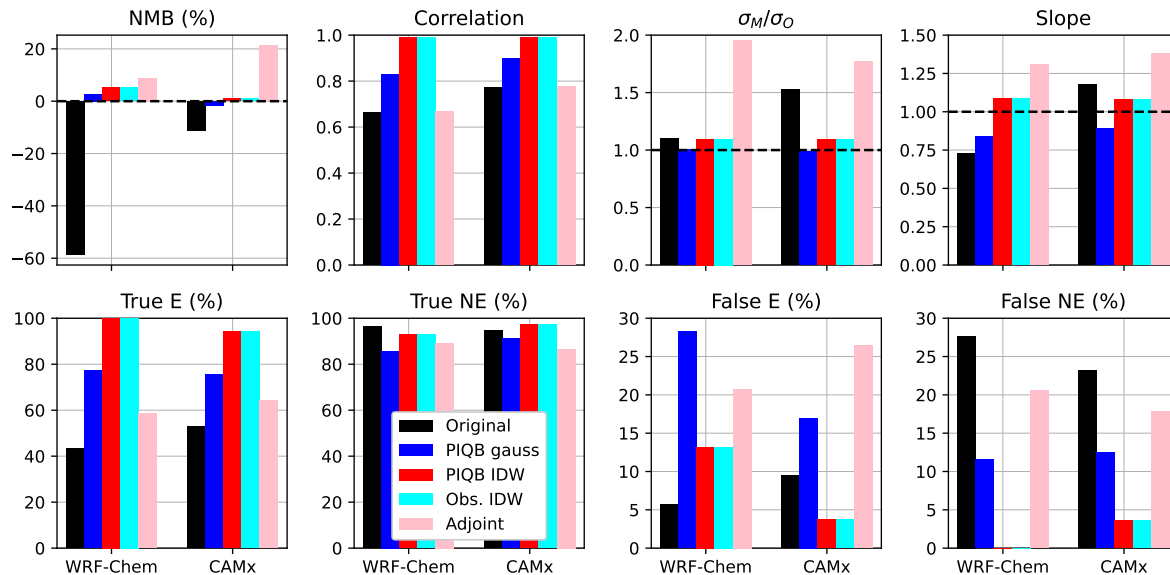 NMB (%)
Correlation
σM/σO
Slope
20
0
−20
−40
−60
1.0
0.8
0.6
0.4
0.2
0.0
2.0
1.5
1.0
0.5
0.0
1.50
1.25
1.00
0.75
0.50
0.25
0.00
True E (%)
True NE (%)
False E (%)
False NE (%)
100
80
60
40
20
0
100
80
60
40
20
0
30
25
20
15
10
5
0
30
25
20
15
10
5
0
Original
PIQB gauss
PIQB IDW
Obs. IDW
Adjoint
WRF-Chem
CAMx
WRF-Chem
CAMx
WRF-Chem
CAMx
WRF-Chem
CAMx